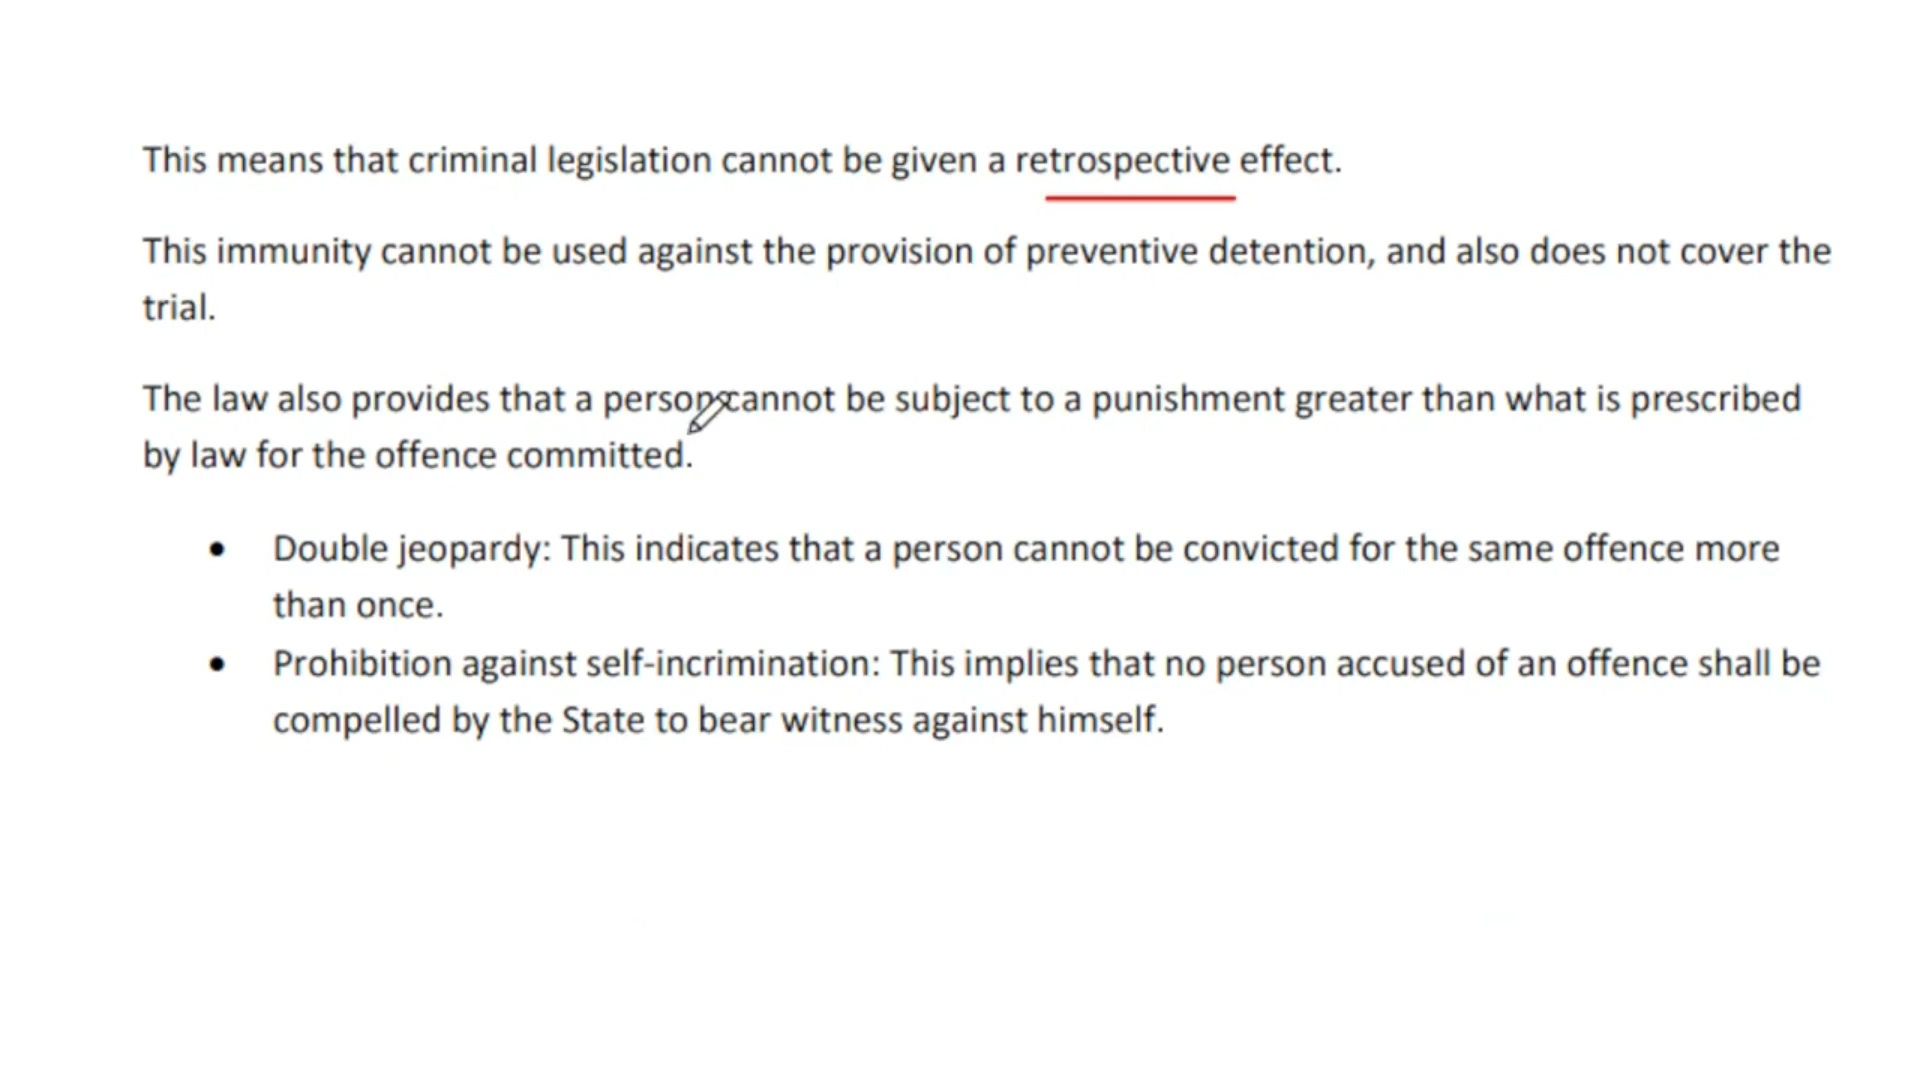 This means that criminal legislation cannot be given a retrospective effect.
This immunity cannot be used against the provision of preventive detention, and also does not cover the
trial.
The law also provides that a person cannot be subject to a punishment greater than what is prescribed
by law for the offence committed.
• Double jeopardy: This indicates that a person cannot be convicted for the same offence more
than once.
• Prohibition against self-incrimination: This implies that no person accused of an offence shall be
compelled by the State to bear witness against himself.